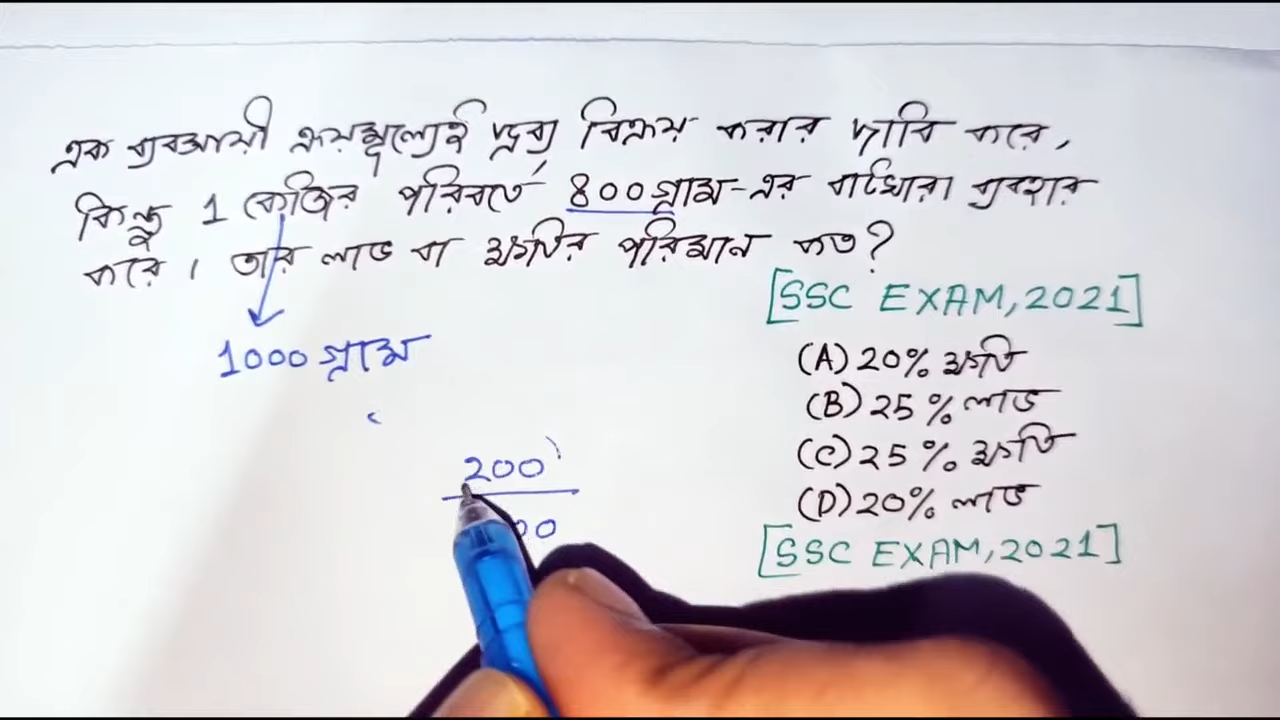 এক ব্যবসায়ী ক্রয়মূল্যেই দ্রব্য বিক্রয় করার দাবি করে,
কিন্তু 1 কেজির পরিবর্তে 800 গ্রাম-এর বাটখারা ব্যবহার
করে। তার লাভ বা ক্ষতির পরিমান কত?
[SSC EXAM, 2021]
1000 গ্রাম
(A) 20% ক্ষতি
(B) 25% লাভ
(C) 25% ক্ষতি
(D) 20% লাভ
200
00
[SSC EXAM, 2021]